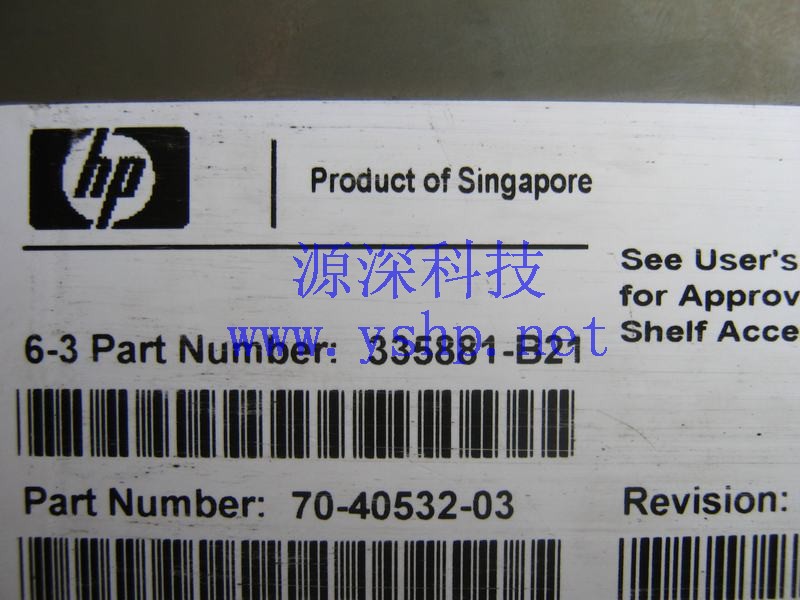 hp
Product of Singapore
源深科技
www.yshp.net
See User's
for Approv
Shelf Acce
6-3 Part Number: 335881-B21
Part Number: 70-40532-03
Revision: